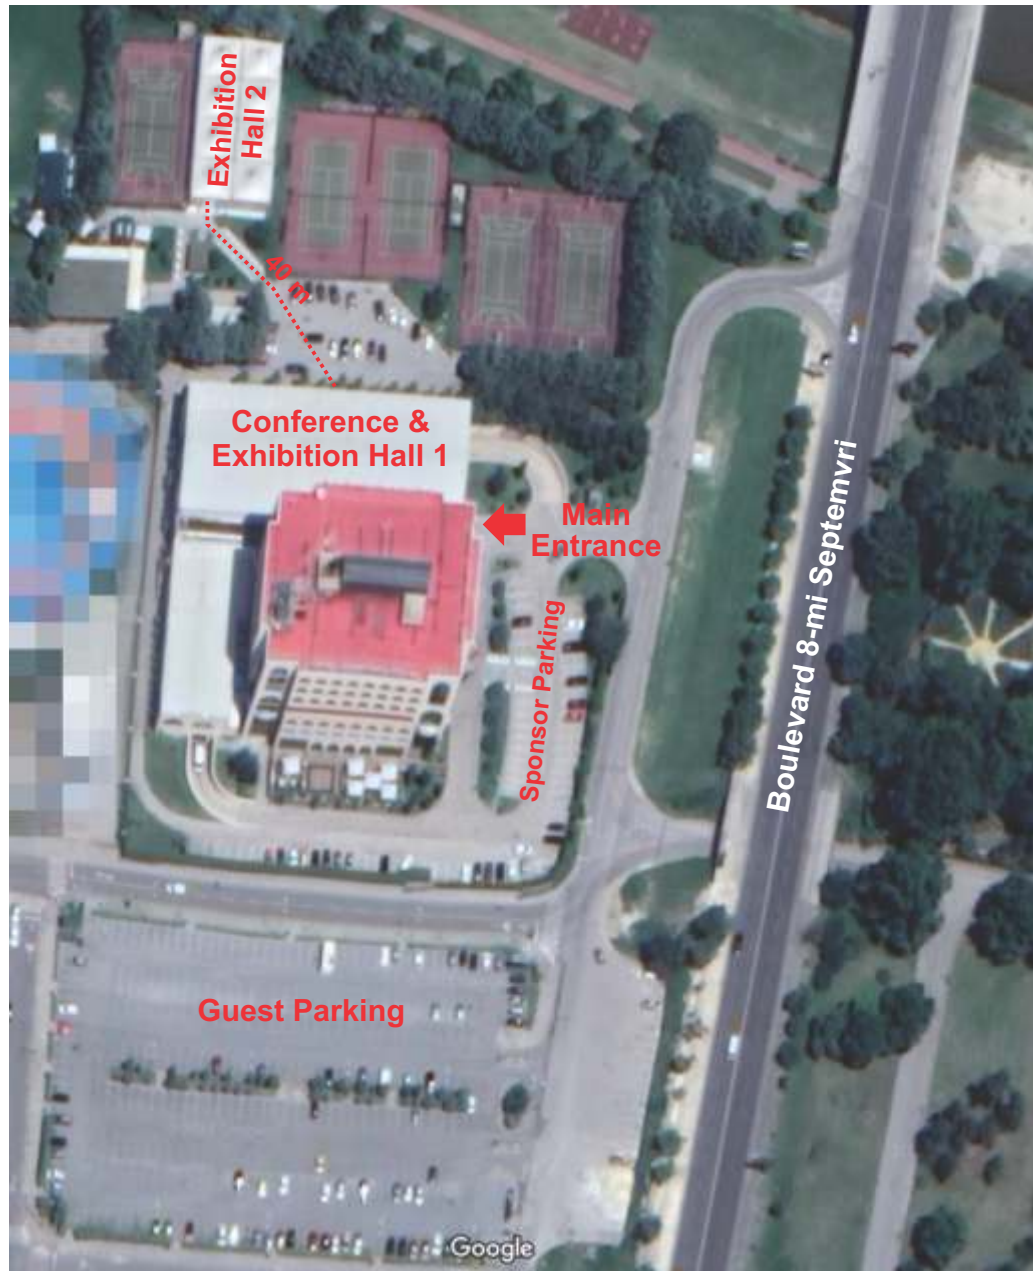 Exhibition
Hall 2
40 m
Conference &
Exhibition Hall 1
Main
Entrance
Sponsor Parking
Boulevard 8-mi Septemvri
Guest Parking
Google